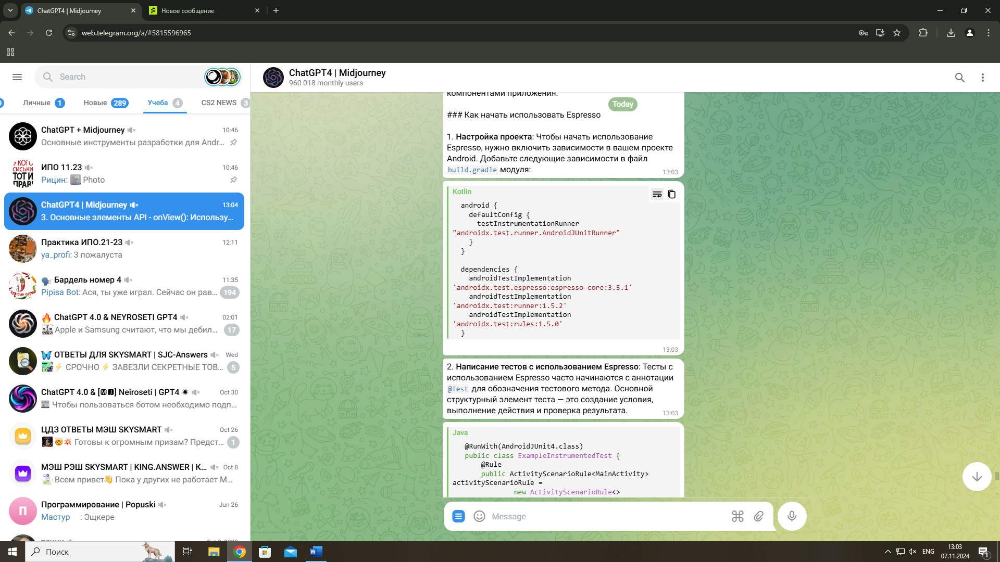 ChatGPT4 | Midjourney
Новое сообщение
web.telegram.org/a/#5815596965
Search
Личные 1
Новые 289
Учеба 4
CS2 NEWS 3
ChatGPT + Midjourney
10:46
Основные инструменты разработки для Andr...
ИПО 11.23
10:46
Рицин: Photo
ChatGPT4 | Midjourney
13:04
3. Основные элементы API - onView(): Использу...
Практика ИПО.21-23
12:11
ya_profi: 3 пожалуста
Бардель номер 4
11:35
Pipisa Bot: Ася, ты уже играл. Сейчас он рав...
194
ChatGPT 4.0 & NEYROSETI GPT4
02:01
Apple и Samsung считают, что мы дебил...
17
ОТВЕТЫ ДЛЯ SKYSMART | SJC-Answers
Wed
СРОЧНО ⚡ ЗАВЕЗЛИ СЕКРЕТНЫЕ ТОВ...
5
ChatGPT 4.0 & [🅼🅹] Neiroseti | GPT4 ✷
Oct 30
Чтобы пользоваться ботом необходимо подп...
ЦДЗ ОТВЕТЫ МЭШ SKYSMART
Oct 26
Готовы к огромным призам? Предст...
1
МЭШ РЭШ SKYSMART | KING.ANSWER | К...
Oct 8
Всем привет👋 Пока у других не работает М...
Программирование | Popuski
Jun 26
Мастур : Эщкере
П
ChatGPT4 | Midjourney
960 018 monthly users
компонентами приложения.
Today
### Как начать использовать Espresso
1. Настройка проекта: Чтобы начать использование
Espresso, нужно включить зависимости в вашем проекте
Android. Добавьте следующие зависимости в файл
build.gradle модуля:
13:03
Kotlin
android {
defaultConfig {
testInstrumentationRunner
"androidx.test.runner.AndroidJUnitRunner"
}
}
dependencies {
androidTestImplementation
'androidx.test.espresso:espresso-core:3.5.1'
androidTestImplementation
'androidx.test:runner:1.5.2'
androidTestImplementation
'androidx.test:rules:1.5.0'
}
13:03
2. Написание тестов с использованием Espresso: Тесты с
использованием Espresso часто начинаются с аннотации
@Test для обозначения тестового метода. Основной
структурный элемент теста — это создание условия,
выполнение действия и проверка результата.
13:03
Java
@RunWith(AndroidJUnit4.class)
public class ExampleInstrumentedTest {
@Rule
public ActivityScenarioRule<MainActivity>
activityScenarioRule =
new ActivityScenarioRule<>
Message
Поиск
ENG
13:03
07.11.2024
1